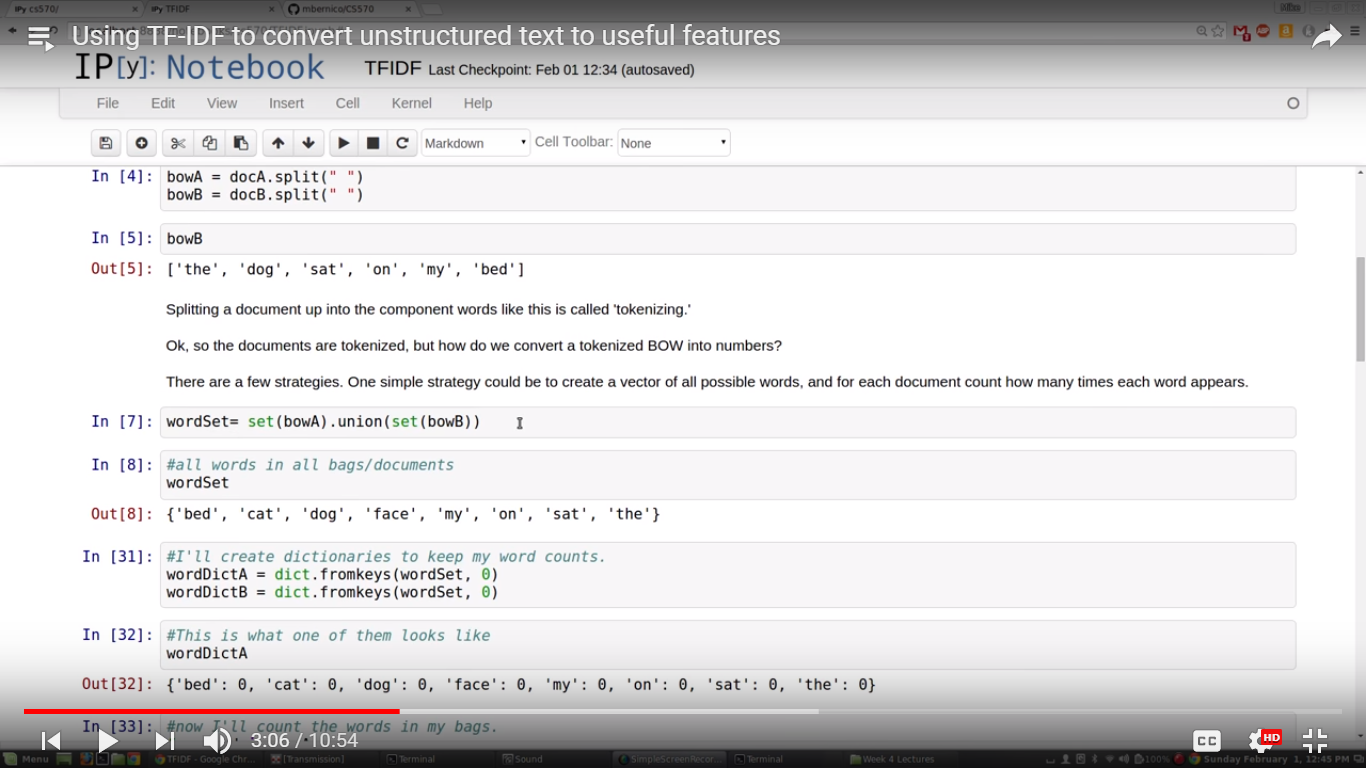 IPy cs570/
IPy TFIDF
mbernico/CS570
Using TF-IDF to convert unstructured text to useful features
IP[y]: Notebook TFIDF Last Checkpoint: Feb 01 12:34 (autosaved)
File Edit View Insert Cell Kernel Help
Markdown Cell Toolbar: None
In [4]: bowA = docA.split(" ")
bowB = docB.split(" ")
In [5]: bowB
Out[5]: ['the', 'dog', 'sat', 'on', 'my', 'bed']
Splitting a document up into the component words like this is called 'tokenizing.'
Ok, so the documents are tokenized, but how do we convert a tokenized BOW into numbers?
There are a few strategies. One simple strategy could be to create a vector of all possible words, and for each document count how many times each word appears.
In [7]: wordSet= set(bowA).union(set(bowB))
In [8]: #all words in all bags/documents
wordSet
Out[8]: {'bed', 'cat', 'dog', 'face', 'my', 'on', 'sat', 'the'}
In [31]: #I'll create dictionaries to keep my word counts.
wordDictA = dict.fromkeys(wordSet, 0)
wordDictB = dict.fromkeys(wordSet, 0)
In [32]: #This is what one of them looks like
wordDictA
Out[32]: {'bed': 0, 'cat': 0, 'dog': 0, 'face': 0, 'my': 0, 'on': 0, 'sat': 0, 'the': 0}
In [33]: #now I'll count the words in my bags.
3:06 / 10:54 CC HD
Menu TFIDF - Google Chr... [Transmission] Terminal Sound SimpleScreenRecor... Terminal Week 4 Lectures 100% Sunday February 1, 12:45 PM